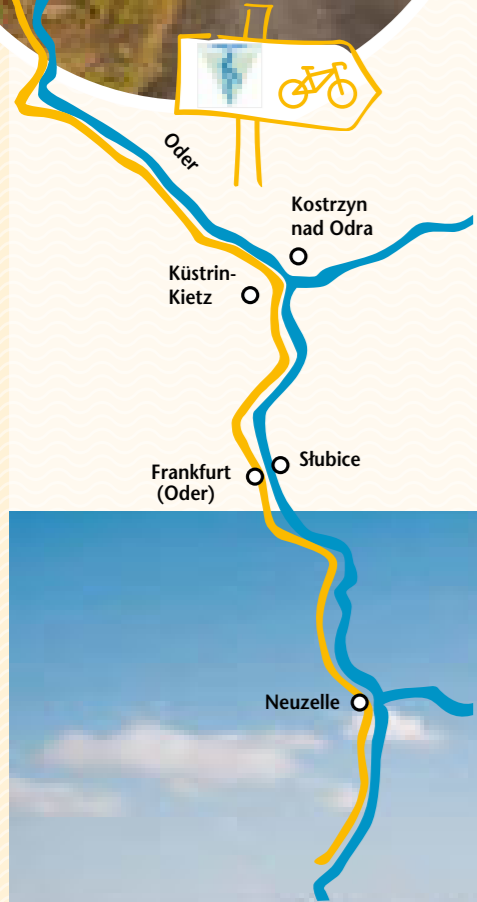 Oder
Kostrzyn
nad Odra
Küstrin-
Kietz
Słubice
Frankfurt
(Oder)
Neuzelle